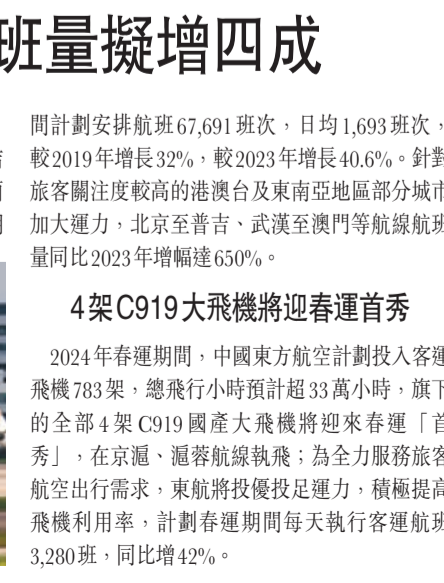 班量擬增四成
間計劃安排航班67,691班次，日均1,693班次，
較2019年增長32%，較2023年增長40.6%。針對
旅客關注度較高的港澳台及東南亞地區部分城市
加大運力，北京至普吉、武漢至澳門等航線航班
量同比2023年增幅達650%。
4架C919大飛機將迎春運首秀
2024年春運期間，中國東方航空計劃投入客運
飛機783架，總飛行小時預計超33萬小時，旗下
的全部4架C919國產大飛機將迎來春運「首
秀」，在京滬、滬蓉航線執飛；為全力服務旅客
航空出行需求，東航將投優投足運力，積極提高
飛機利用率，計劃春運期間每天執行客運航班
3,280班，同比增42%。